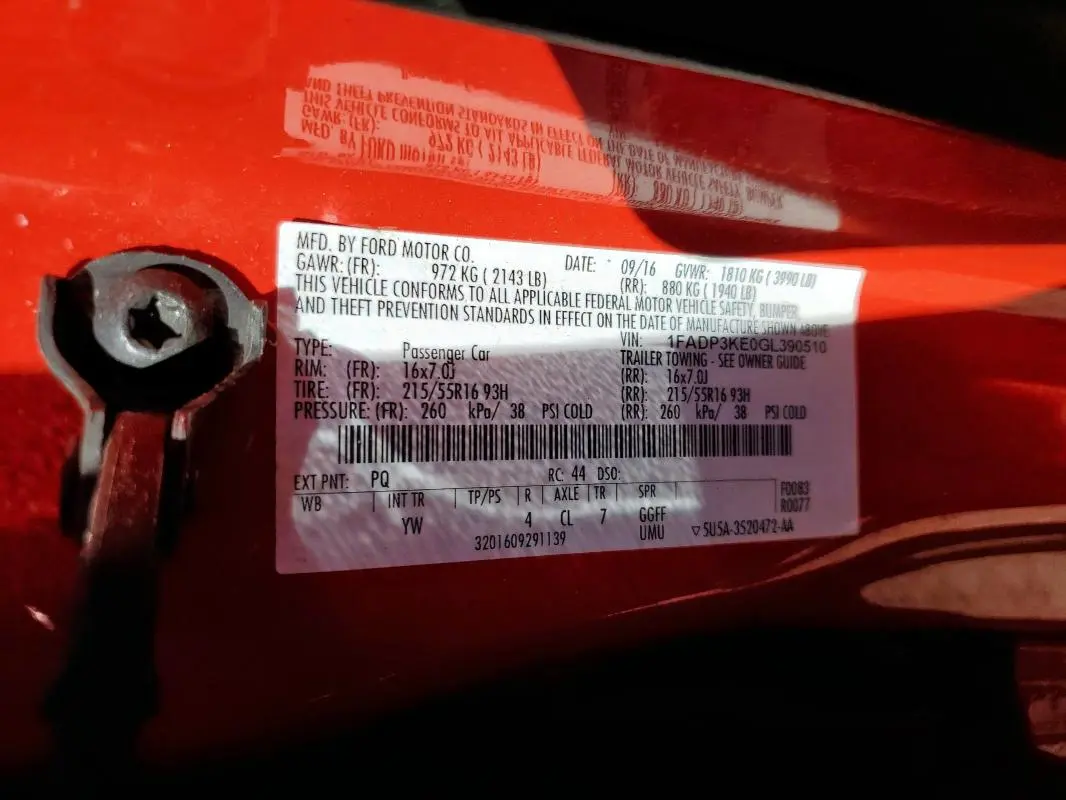 MFD. BY FORD MOTOR CO. DATE: 09/16 GVWR: 1810 KG ( 3990 LB)
GAWR:(FR): 972 KG ( 2143 LB) (RR): 880 KG ( 1940 LB)
THIS VEHICLE CONFORMS TO ALL APPLICABLE FEDERAL MOTOR VEHICLE SAFETY, BUMPER,
AND THEFT PREVENTION STANDARDS IN EFFECT ON THE DATE OF MANUFACTURE SHOWN ABOVE
VIN: 1FADP3KE0GL390510
TYPE: Passenger Car TRAILER TOWING - SEE OWNER GUIDE
RIM: (FR): 16x7.0J (RR): 16x7.0J
TIRE: (FR): 215/55R16 93H (RR): 215/55R16 93H
PRESSURE: (FR): 260 kPa/ 38 PSI COLD (RR): 260 kPa/ 38 PSI COLD
EXT PNT: PQ RC: 44 DSO:
WB INT TR TP/PS R AXLE TR SPR F0083
R0077
YW 4 CL 7 GGFF
UMU ▽5U5A-3520472-AA
3201609291139